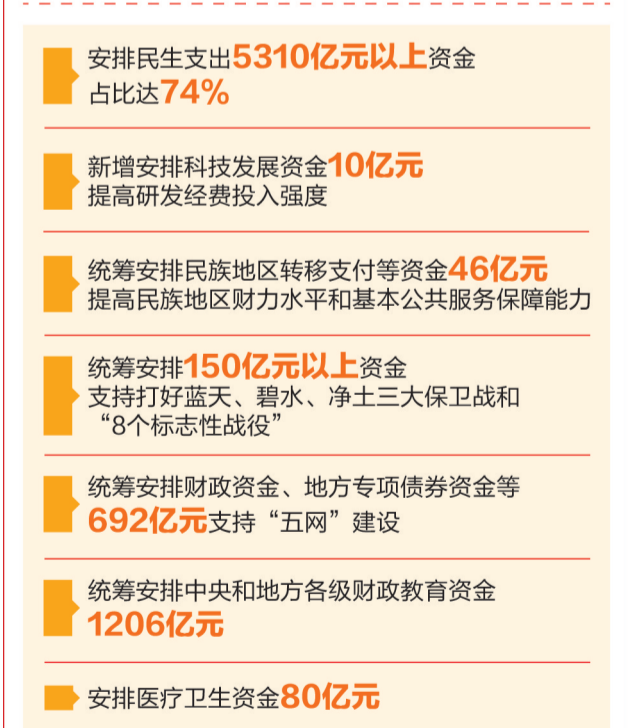 安排民生支出5310亿元以上资金
占比达74%
新增安排科技发展资金10亿元
提高研发经费投入强度
统筹安排民族地区转移支付等资金46亿元
提高民族地区财力水平和基本公共服务保障能力
统筹安排150亿元以上资金
支持打好蓝天、碧水、净土三大保卫战和
“8个标志性战役”
统筹安排财政资金、地方专项债券资金等
692亿元支持“五网”建设
统筹安排中央和地方各级财政教育资金
1206亿元
安排医疗卫生资金80亿元